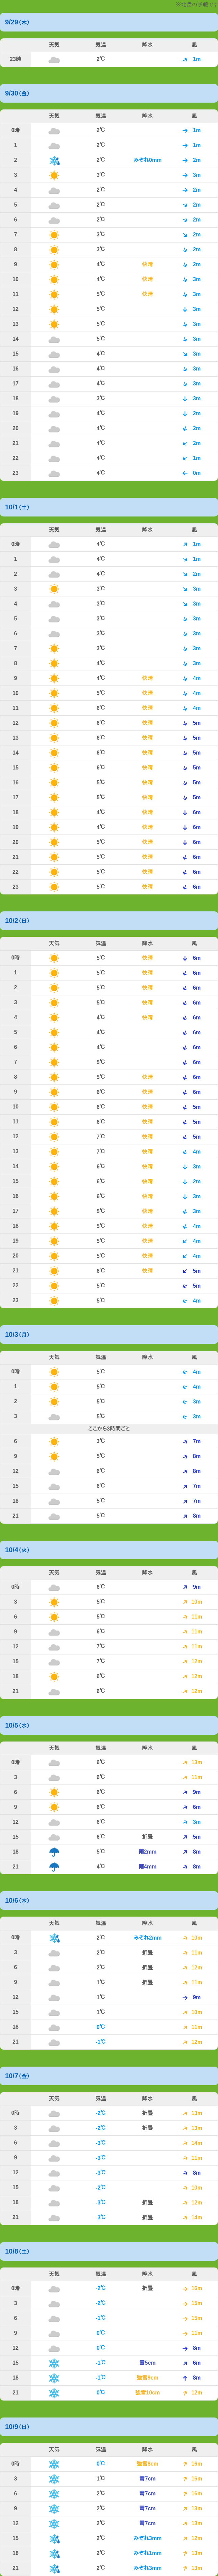 の予報です
9/29(木)
天気 気温 降水 風
23時 2℃ 1m
9/30(金)
天気 気温 降水 風
0時 2℃ 1m
1 2℃ 1m
2 2℃ みぞれ0mm 2m
3 3℃ 3m
4 2℃ 2m
5 2℃ 2m
6 2℃ 2m
7 3℃ 2m
8 3℃ 2m
9 4℃ 快晴 2m
10 4℃ 快晴 3m
11 5℃ 快晴 3m
12 5℃ 3m
13 5℃ 3m
14 5℃ 3m
15 4℃ 3m
16 4℃ 3m
17 4℃ 3m
18 3℃ 3m
19 4℃ 2m
20 4℃ 2m
21 4℃ 2m
22 4℃ 1m
23 4℃ 0m
10/1(土)
天気 気温 降水 風
0時 4℃ 1m
1 4℃ 1m
2 4℃ 2m
3 3℃ 3m
4 3℃ 3m
5 3℃ 3m
6 3℃ 3m
7 3℃ 3m
8 4℃ 3m
9 4℃ 快晴 4m
10 5℃ 快晴 4m
11 6℃ 快晴 4m
12 6℃ 快晴 5m
13 6℃ 快晴 5m
14 6℃ 快晴 5m
15 6℃ 快晴 5m
16 5℃ 快晴 5m
17 5℃ 快晴 5m
18 4℃ 快晴 6m
19 4℃ 快晴 6m
20 5℃ 快晴 6m
21 5℃ 快晴 6m
22 5℃ 快晴 6m
23 5℃ 快晴 6m
10/2(日)
天気 気温 降水 風
0時 5℃ 快晴 6m
1 5℃ 快晴 6m
2 5℃ 快晴 6m
3 5℃ 快晴 6m
4 4℃ 快晴 6m
5 4℃ 6m
6 4℃ 6m
7 5℃ 6m
8 5℃ 快晴 6m
9 6℃ 快晴 6m
10 6℃ 快晴 5m
11 6℃ 快晴 5m
12 7℃ 快晴 5m
13 7℃ 快晴 4m
14 6℃ 快晴 3m
15 6℃ 快晴 2m
16 6℃ 快晴 3m
17 5℃ 快晴 3m
18 5℃ 快晴 4m
19 5℃ 快晴 4m
20 5℃ 快晴 4m
21 6℃ 快晴 5m
22 5℃ 5m
23 5℃ 4m
10/3(月)
天気 気温 降水 風
0時 5℃ 4m
1 5℃ 4m
2 5℃ 3m
3 5℃ 3m
ここから3時間ごと
6 3℃ 7m
9 5℃ 8m
12 6℃ 8m
15 6℃ 7m
18 5℃ 7m
21 5℃ 8m
10/4(火)
天気 気温 降水 風
0時 6℃ 9m
3 5℃ 10m
6 5℃ 11m
9 6℃ 11m
12 7℃ 11m
15 7℃ 12m
18 6℃ 12m
21 6℃ 12m
10/5(水)
天気 気温 降水 風
0時 6℃ 13m
3 6℃ 11m
6 6℃ 9m
9 6℃ 6m
12 6℃ 3m
15 6℃ 折曇 5m
18 5℃ 雨2mm 8m
21 4℃ 雨4mm 8m
10/6(木)
天気 気温 降水 風
0時 2℃ みぞれ2mm 10m
3 2℃ 折曇 11m
6 2℃ 折曇 12m
9 1℃ 折曇 11m
12 1℃ 9m
15 1℃ 10m
18 0℃ 11m
21 -1℃ 12m
10/7(金)
天気 気温 降水 風
0時 -2℃ 折曇 13m
3 -2℃ 折曇 13m
6 -3℃ 14m
9 -3℃ 11m
12 -3℃ 8m
15 -2℃ 10m
18 -3℃ 折曇 12m
21 -3℃ 折曇 14m
10/8(土)
天気 気温 降水 風
0時 -2℃ 折曇 16m
3 -2℃ 15m
6 -1℃ 15m
9 0℃ 11m
12 0℃ 8m
15 -1℃ 雪5cm 6m
18 -1℃ 強雪9cm 8m
21 0℃ 強雪10cm 12m
10/9(日)
天気 気温 降水 風
0時 0℃ 強雪8cm 16m
3 1℃ 雪7cm 16m
6 2℃ 雪7cm 16m
9 2℃ 雪7cm 13m
12 2℃ 雪7cm 13m
15 2℃ みぞれ3mm 12m
18 2℃ みぞれ1mm 12m
21 2℃ みぞれ3mm 13m